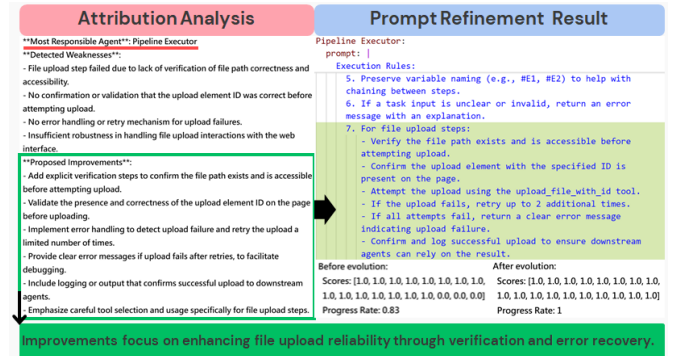 Attribution Analysis
**Most Responsible Agent**: Pipeline Executor
**Detected Weaknesses**:
- File upload step failed due to lack of verification of file path correctness and
accessibility.
- No confirmation or validation that the upload element ID was correct before
attempting upload.
- No error handling or retry mechanism for upload failures.
- Insufficient robustness in handling file upload interactions with the web
interface.
**Proposed Improvements**:
- Add explicit verification steps to confirm the file path exists and is accessible
before attempting upload.
- Validate the presence and correctness of the upload element ID on the page
before uploading.
- Implement error handling to detect upload failure and retry the upload a
limited number of times.
- Provide clear error messages if upload fails after retries, to facilitate
debugging.
- Include logging or output that confirms successful upload to downstream
agents.
- Emphasize careful tool selection and usage specifically for file upload steps.
Prompt Refinement Result
Pipeline Executor:
prompt: |
Execution Rules:
5. Preserve variable naming (e.g., #E1, #E2) to help with
chaining between steps.
6. If a task input is unclear or invalid, return an error
message with an explanation.
7. For file upload steps:
- Verify the file path exists and is accessible before
attempting upload.
- Confirm the upload element with the specified ID is
present on the page.
- Attempt the upload using the upload_file_with_id tool.
- If the upload fails, retry up to 2 additional times.
- If all attempts fail, return a clear error message
indicating upload failure.
- Confirm and log successful upload to ensure downstream
agents can rely on the result.
Before evolution:
Scores: [1.0, 1.0, 1.0, 1.0, 1.0, 1.0, 1.0, 1.0,
1.0, 1.0, 1.0, 1.0, 1.0, 1.0, 1.0, 0.0, 0.0, 0.0]
Progress Rate: 0.83
After evolution:
Scores: [1.0, 1.0, 1.0, 1.0, 1.0, 1.0, 1.0, 1.0,
1.0, 1.0, 1.0, 1.0, 1.0, 1.0, 1.0, 1.0, 1.0, 1.0]
Progress Rate: 1
Improvements focus on enhancing file upload reliability through verification and error recovery.